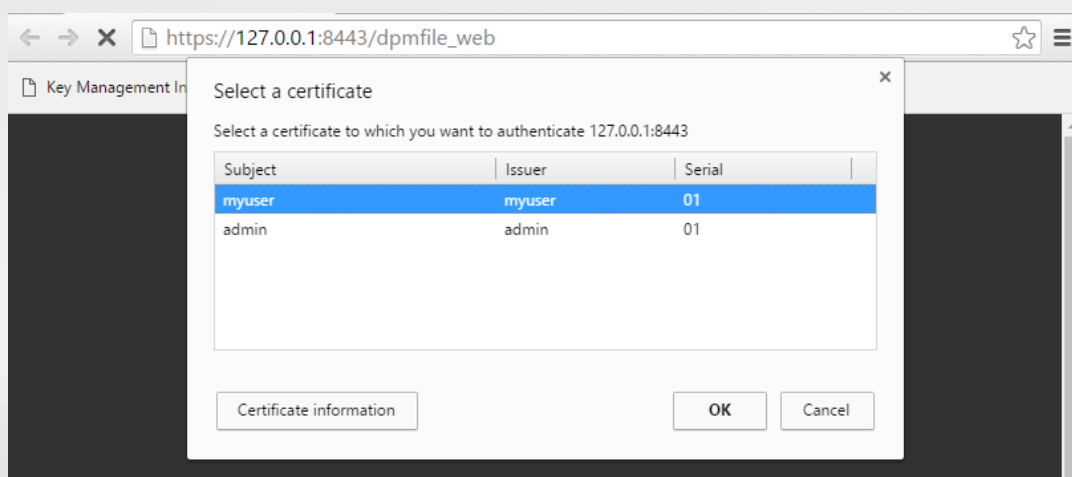 https://127.0.0.1:8443/dpmfile_web
Key Management In
Select a certificate
Select a certificate to which you want to authenticate 127.0.0.1:8443
Subject Issuer Serial
myuser myuser 01
admin admin 01
Certificate information OK Cancel